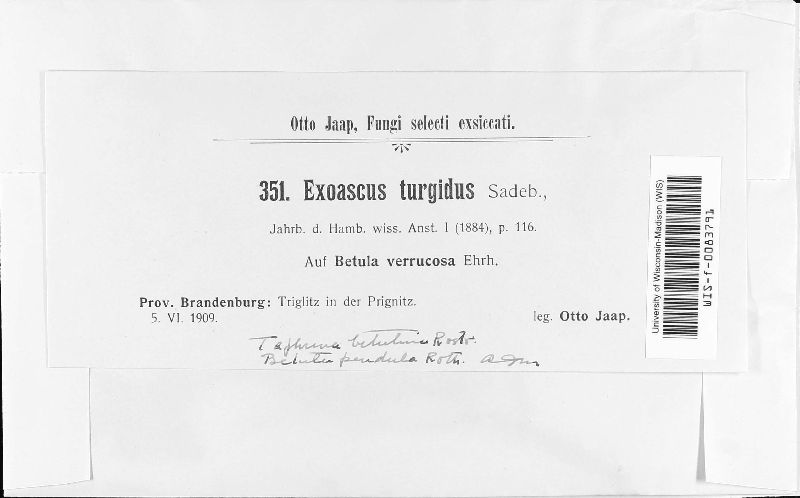 Otto Jaap, Fungi selecti exsiccati.
351. Exoascus turgidus Sadeb.,
Jahrb. d. Hamb. wiss. Anst. I (1884), p. 116.
Auf Betula verrucosa Ehrh.
Prov. Brandenburg: Triglitz in der Prignitz.
5. VI. 1909.
leg. Otto Jaap.
Taphrina betulina Rostr.
Betula pendula Roth.
University of Wisconsin-Madison (WIS)
WIS-f-0083791